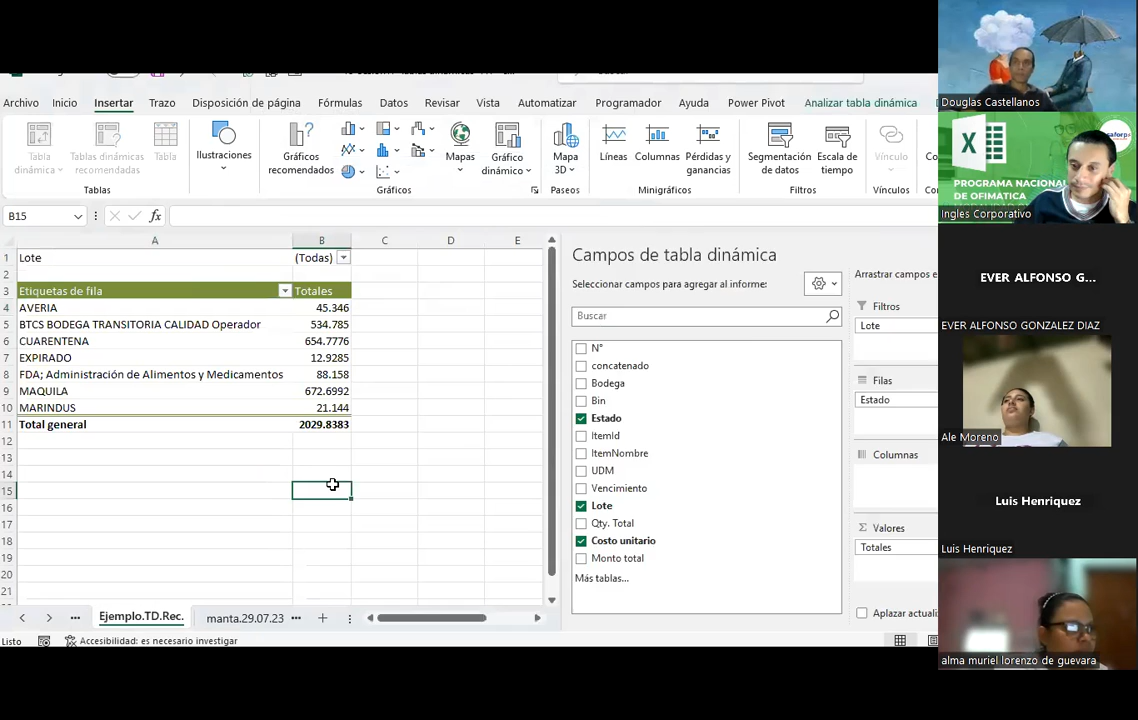 Archivo Inicio Insertar Trazo Disposición de página Fórmulas Datos Revisar Vista Automatizar Programador Ayuda Power Pivot Analizar tabla dinámica
Tabla dinámica
Tablas dinámicas recomendadas
Tabla
Ilustraciones
Gráficos recomendados
Mapas
Gráfico dinámico
Mapa 3D
Líneas
Columnas
Pérdidas y ganancias
Segmentación de datos
Escala de tiempo
Vínculo
Tablas Gráficos Paseos Minigráficos Filtros Vínculos
B15 fx
A B C D E
1 Lote (Todas)
2
3 Etiquetas de fila Totales
4 AVERIA 45.346
5 BTCS BODEGA TRANSITORIA CALIDAD Operador 534.785
6 CUARENTENA 654.7776
7 EXPIRADO 12.9285
8 FDA; Administración de Alimentos y Medicamentos 88.158
9 MAQUILA 672.6992
10 MARINDUS 21.144
11 Total general 2029.8383
12
13
14
15
16
17
18
19
20
21
Ejemplo.TD.Rec. manta.29.07.23
Listo Accesibilidad: es necesario investigar
Campos de tabla dinámica
Seleccionar campos para agregar al informe:
Buscar
N°
concatenado
Bodega
Bin
Estado
ItemId
ItemNombre
UDM
Vencimiento
Lote
Qty. Total
Costo unitario
Monto total
Más tablas...
Arrastrar campos e
Filtros
Lote
Filas
Estado
Columnas
Σ Valores
Totales
Aplazar actuali
Douglas Castellanos
PROGRAMA NACIONAL
DE OFIMÁTICA
Ingles Corporativo
EVER ALFONSO G...
EVER ALFONSO GONZALEZ DIAZ
Ale Moreno
Luis Henriquez
Luis Henriquez
alma muriel lorenzo de guevara